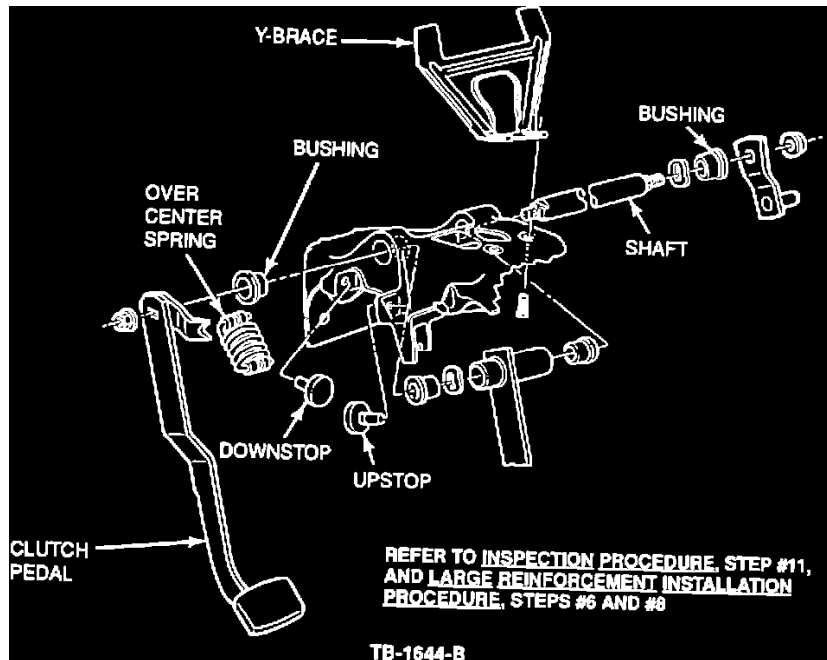 Y-BRACE
BUSHING
BUSHING
OVER
CENTER
SPRING
SHAFT
DOWNSTOP
UPSTOP
CLUTCH
PEDAL
REFER TO INSPECTION PROCEDURE, STEP #11,
AND LARGE REINFORCEMENT INSTALLATION
PROCEDURE, STEPS #6 AND #8
TB-1644-B